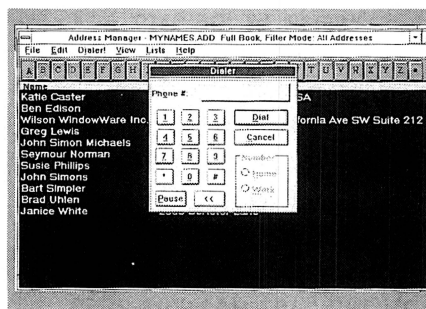 Address Manager - MYNAMES.ADD Full Book, Filter Mode: All Addresses
File Edit Dialer! View Lists Help
A B C D E F G H T U V W X Y Z
Dialer
Name
Phone #:
Katie Caster
Ben Edison
Wilson WindowWare Inc. fornia Ave SW Suite 212
Greg Lewis
John Simon Michaels
Seymour Norman
Susie Phillips
John Simons
Bart Simpler
Brad Uhlen
Janice White
1 2 3 Dial
4 5 6 Cancel
7 8 9 Number
* 0 # Home
Work
Pause <<